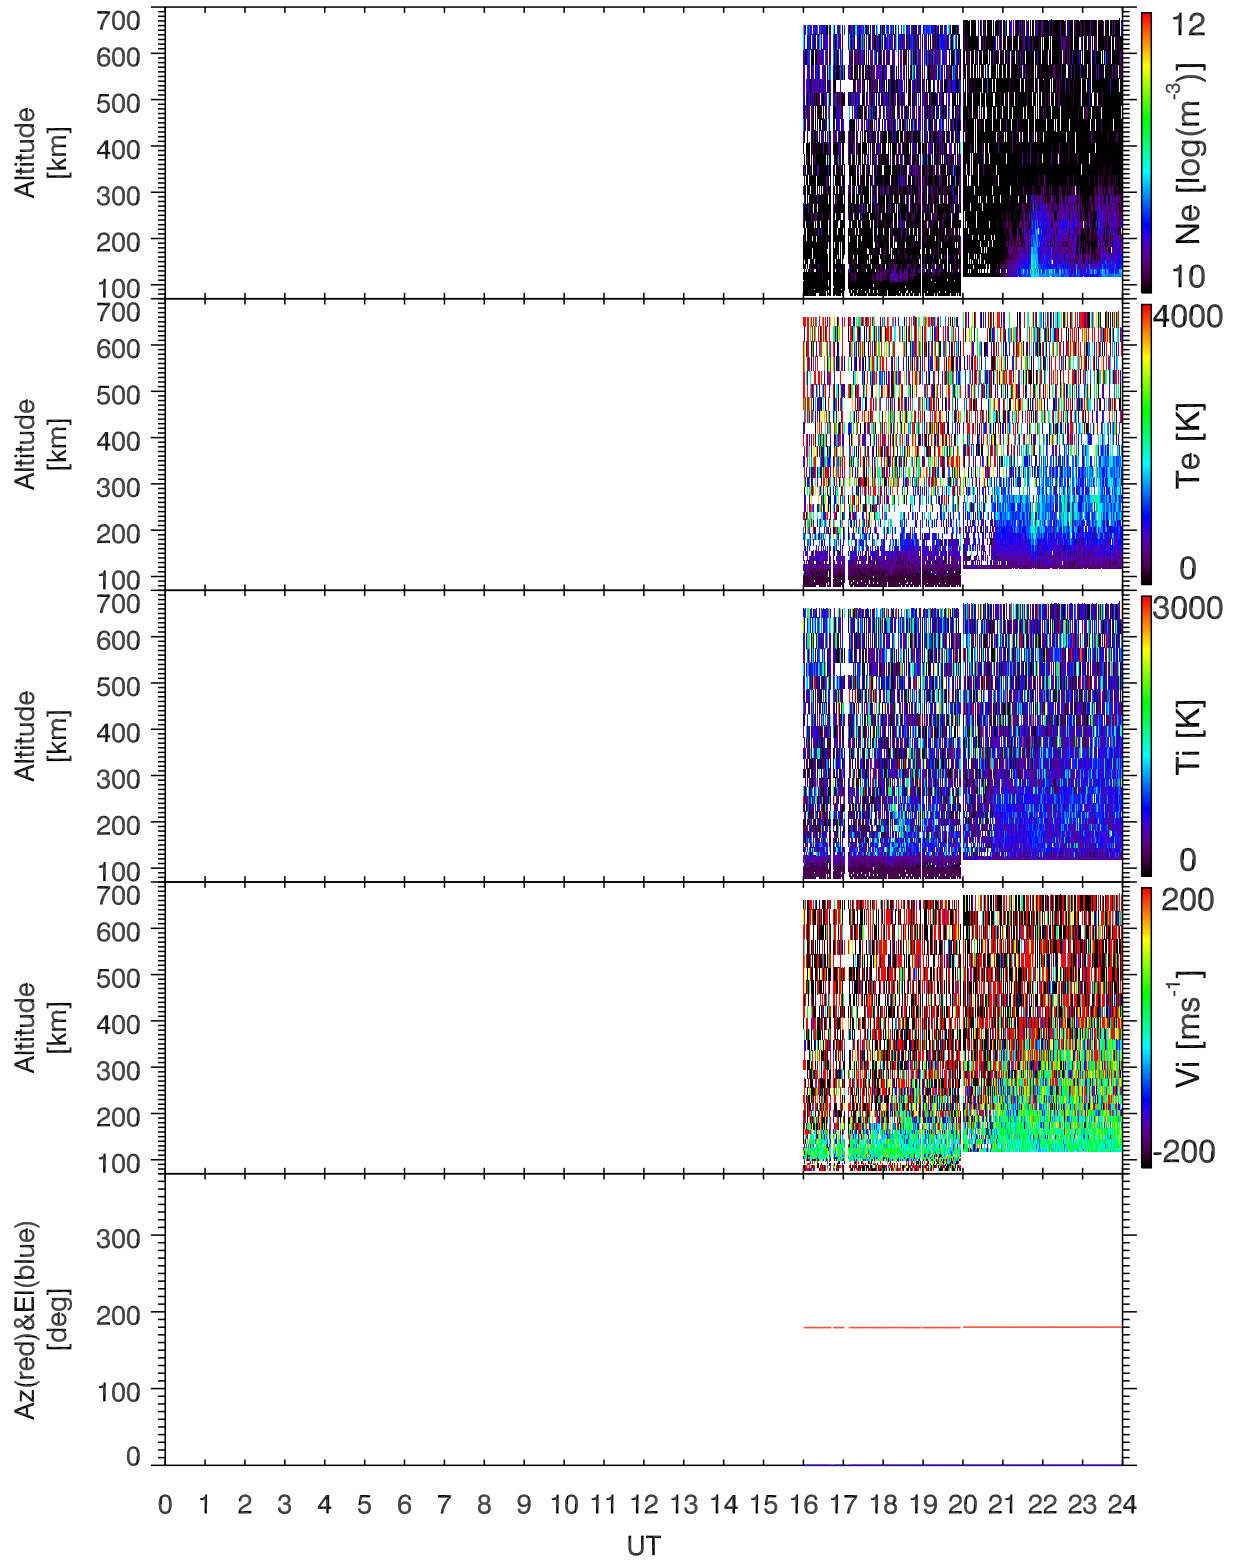 700
600
500
400
300
200
100
Altitude
[km]
12
10
Ne [log(m⁻³)]
700
600
500
400
300
200
100
Altitude
[km]
4000
0
Te [K]
700
600
500
400
300
200
100
Altitude
[km]
3000
0
Ti [K]
700
600
500
400
300
200
100
Altitude
[km]
200
-200
Vi [ms⁻¹]
300
200
100
0
Az(red)&El(blue)
[deg]
0 1 2 3 4 5 6 7 8 9 10 11 12 13 14 15 16 17 18 19 20 21 22 23 24
UT